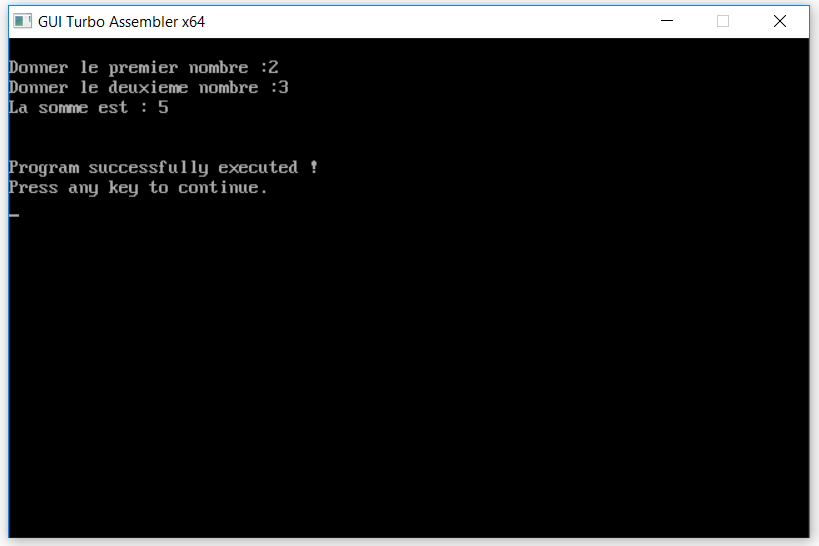 GUI Turbo Assembler x64
Donner le premier nombre :2
Donner le deuxieme nombre :3
La somme est : 5
Program successfully executed !
Press any key to continue.